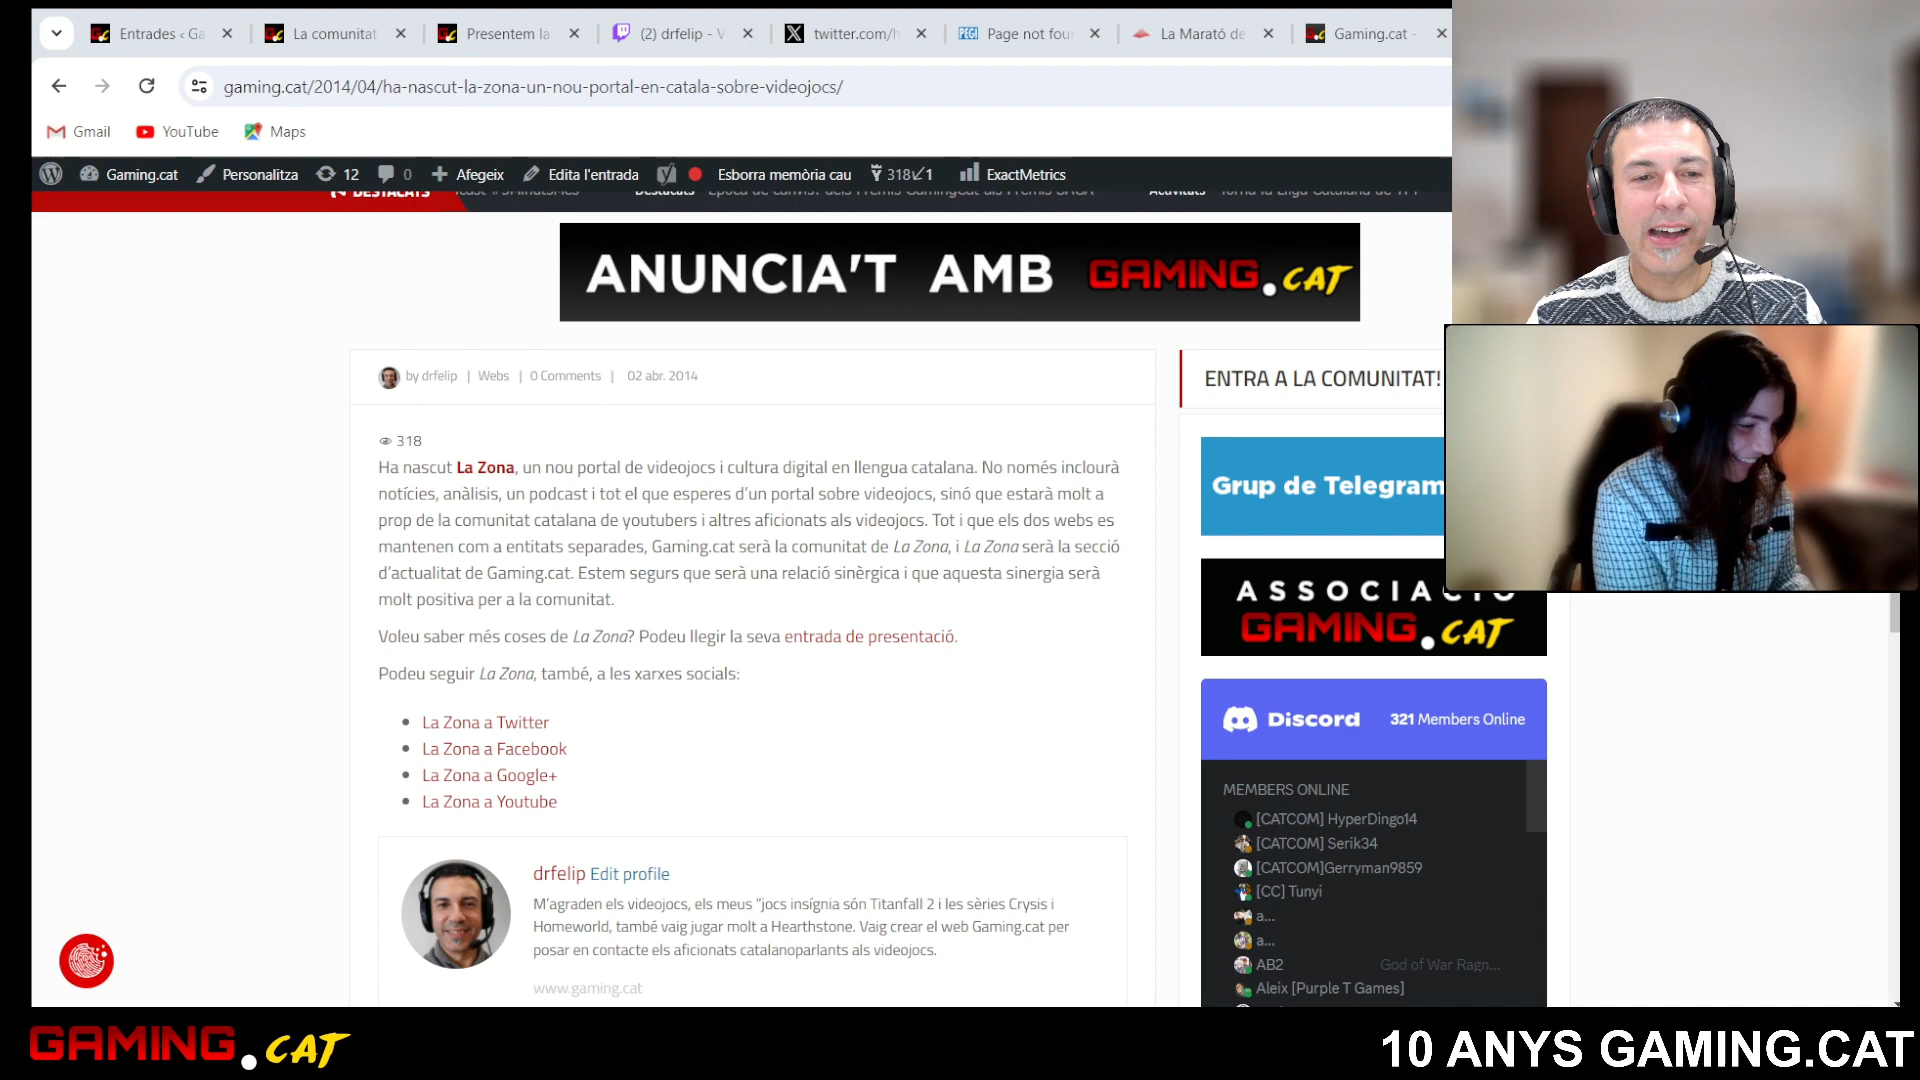 Entrades ‹ Ga
La comunitat
Presentem la
(2) drfelip - V
twitter.com/h
PEGI Page not fou
La Marató de
Gaming.cat -
gaming.cat/2014/04/ha-nascut-la-zona-un-nou-portal-en-catala-sobre-videojocs/
Gmail
YouTube
Maps
Gaming.cat
Personalitza
12
0
Afegeix
Edita l'entrada
Esborra memòria cau
318
1
ExactMetrics
DESTACATS
ANUNCIA'T AMB GAMING.CAT
by drfelip | Webs | 0 Comments | 02 abr. 2014
318
Ha nascut La Zona, un nou portal de videojocs i cultura digital en llengua catalana. No només inclourà
notícies, anàlisis, un podcast i tot el que esperes d'un portal sobre videojocs, sinó que estarà molt a
prop de la comunitat catalana de youtubers i altres aficionats als videojocs. Tot i que els dos webs es
mantenen com a entitats separades, Gaming.cat serà la comunitat de La Zona, i La Zona serà la secció
d'actualitat de Gaming.cat. Estem segurs que serà una relació sinèrgica i que aquesta sinergia serà
molt positiva per a la comunitat.
Voleu saber més coses de La Zona? Podeu llegir la seva entrada de presentació.
Podeu seguir La Zona, també, a les xarxes socials:
La Zona a Twitter
La Zona a Facebook
La Zona a Google+
La Zona a Youtube
drfelip Edit profile
M'agraden els videojocs, els meus "jocs insígnia són Titanfall 2 i les sèries Crysis i
Homeworld, també vaig jugar molt a Hearthstone. Vaig crear el web Gaming.cat per
posar en contacte els aficionats catalanoparlants als videojocs.
www.gaming.cat
ENTRA A LA COMUNITAT!
Grup de Telegram
ASSOCIACIÓ
GAMING.CAT
Discord 321 Members Online
MEMBERS ONLINE
[CATCOM] HyperDingo14
[CATCOM] Serik34
[CATCOM]Gerryman9859
[CC] Tunyi
a...
a...
AB2 God of War Ragn...
Aleix [Purple T Games]
GAMING.CAT
10 ANYS GAMING.CAT